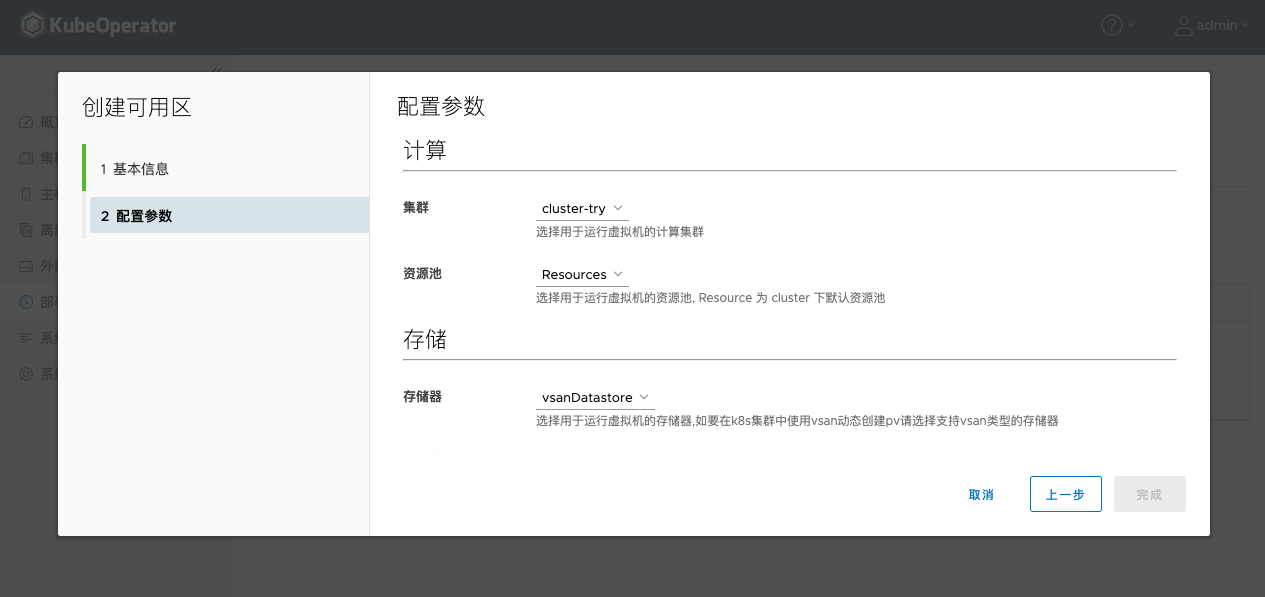 KubeOperator
admin
创建可用区
1 基本信息
2 配置参数
配置参数
计算
集群
cluster-try
选择用于运行虚拟机的计算集群
资源池
Resources
选择用于运行虚拟机的资源池, Resource 为 cluster 下默认资源池
存储
存储器
vsanDatastore
选择用于运行虚拟机的存储器,如要在k8s集群中使用vsan动态创建pv请选择支持vsan类型的存储器
取消
上一步
完成